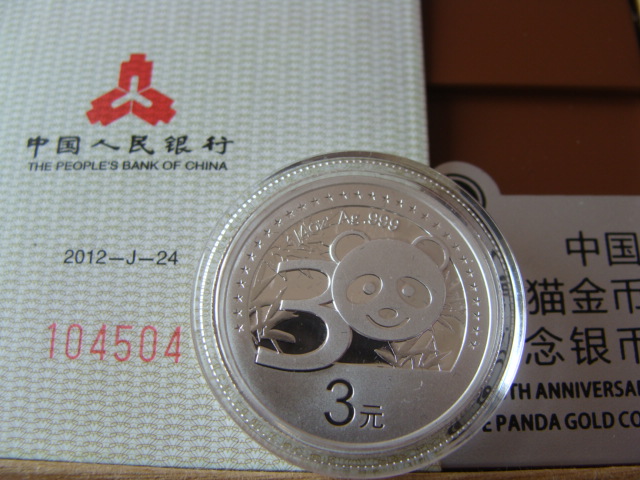 中国人民银行
THE PEOPLE'S BANK OF CHINA
2012-J-24
104504
1/4oz Ag.999
30
3元
中国
猫金币
念银币
TH ANNIVERSAR
PANDA GOLD CO